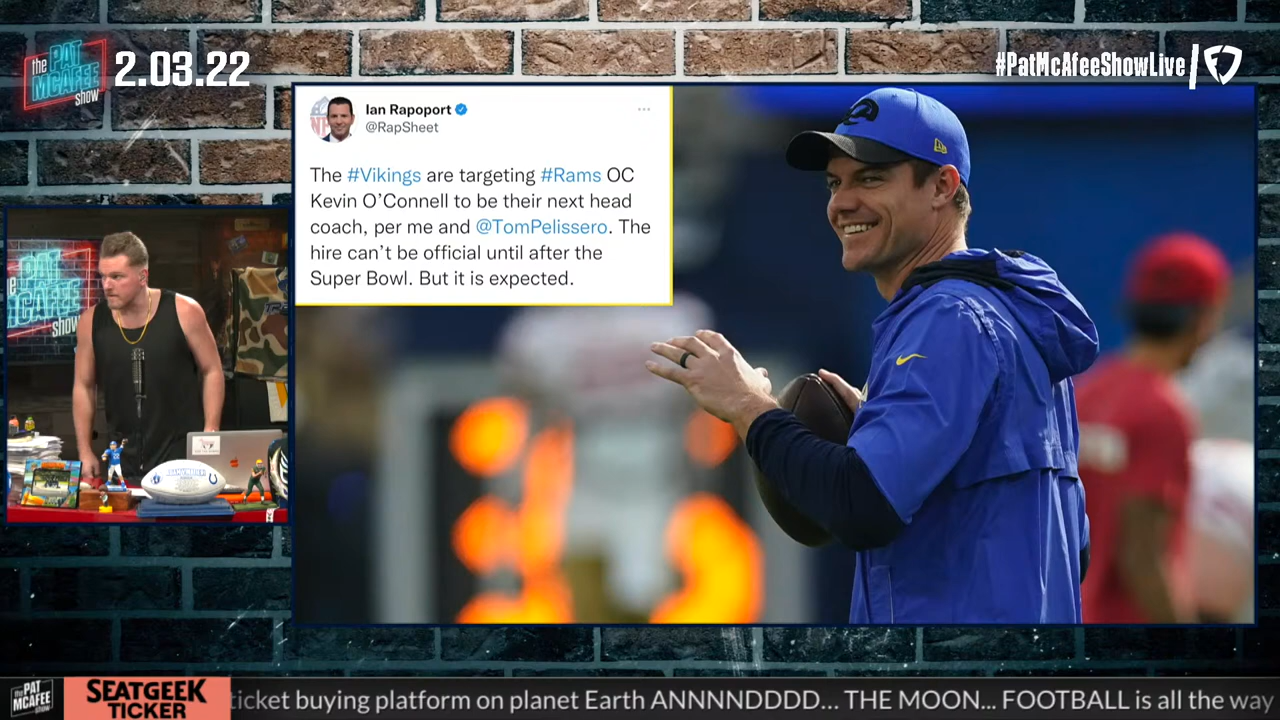 the PAT MCAFEE show
2.03.22
#PatMcAfeeShowLive
Ian Rapoport
@RapSheet
The #Vikings are targeting #Rams OC
Kevin O'Connell to be their next head
coach, per me and @TomPelissero. The
hire can't be official until after the
Super Bowl. But it is expected.
PAT
MCAFEE
show
the PAT MCAFEE show
SEATGEEK
TICKER
ticket buying platform on planet Earth ANNNNDDDD... THE MOON... FOOTBALL is all the way